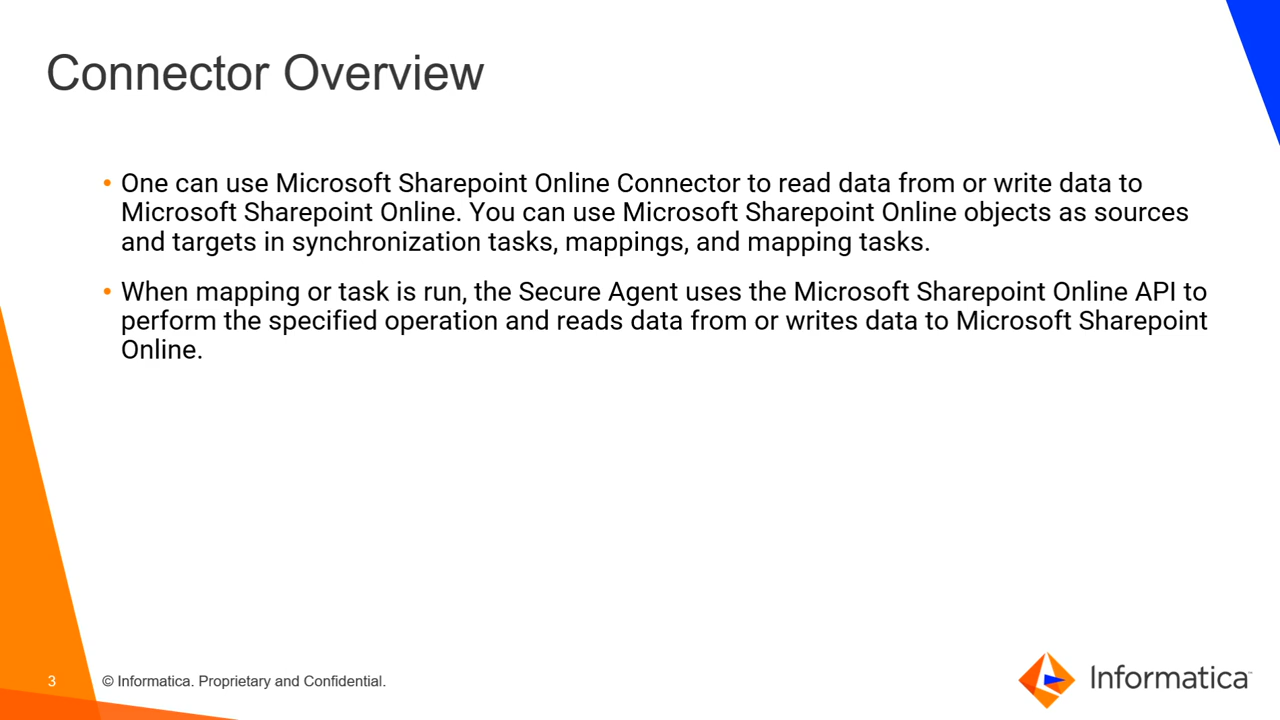 Connector Overview
• One can use Microsoft Sharepoint Online Connector to read data from or write data to
Microsoft Sharepoint Online. You can use Microsoft Sharepoint Online objects as sources
and targets in synchronization tasks, mappings, and mapping tasks.
• When mapping or task is run, the Secure Agent uses the Microsoft Sharepoint Online API to
perform the specified operation and reads data from or writes data to Microsoft Sharepoint
Online.
3
© Informatica. Proprietary and Confidential.
Informatica™